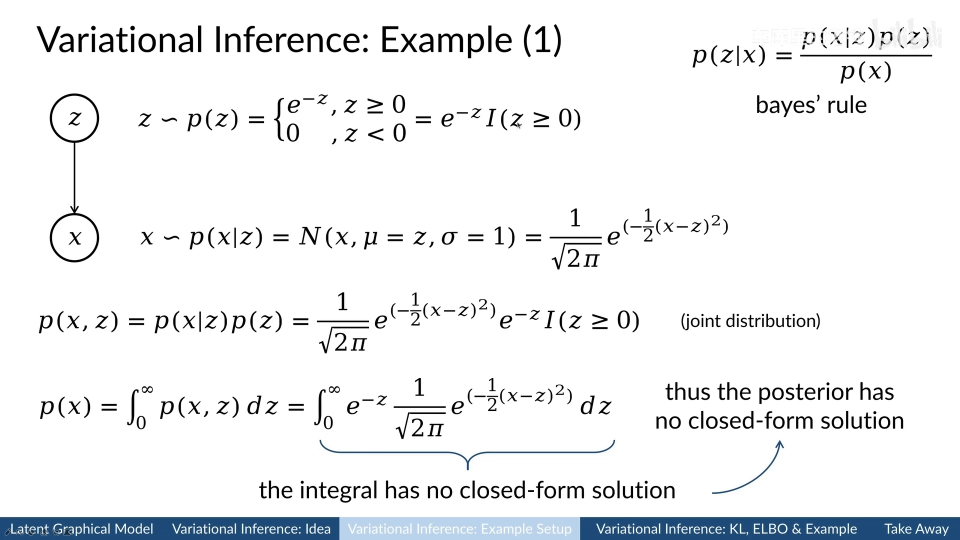 Variational Inference: Example (1)
p(z|x) = p(x|z)p(z) / p(x)
bayes’ rule
z
z ∽ p(z) = {e^{−z}, z ≥ 0
0 , z < 0
= e^{−z} I(z ≥ 0)
x
x ∽ p(x|z) = N(x, μ = z, σ = 1) = 1/√2π e^{(−1/2(x−z)^2)}
p(x, z) = p(x|z)p(z) = 1/√2π e^{(−1/2(x−z)^2)} e^{−z} I(z ≥ 0)
(joint distribution)
p(x) = ∫_0^∞ p(x, z) dz = ∫_0^∞ e^{−z} 1/√2π e^{(−1/2(x−z)^2)} dz
thus the posterior has
no closed-form solution
the integral has no closed-form solution
Latent Graphical Model Variational Inference: Idea Variational Inference: Example Setup Variational Inference: KL, ELBO & Example Take Away